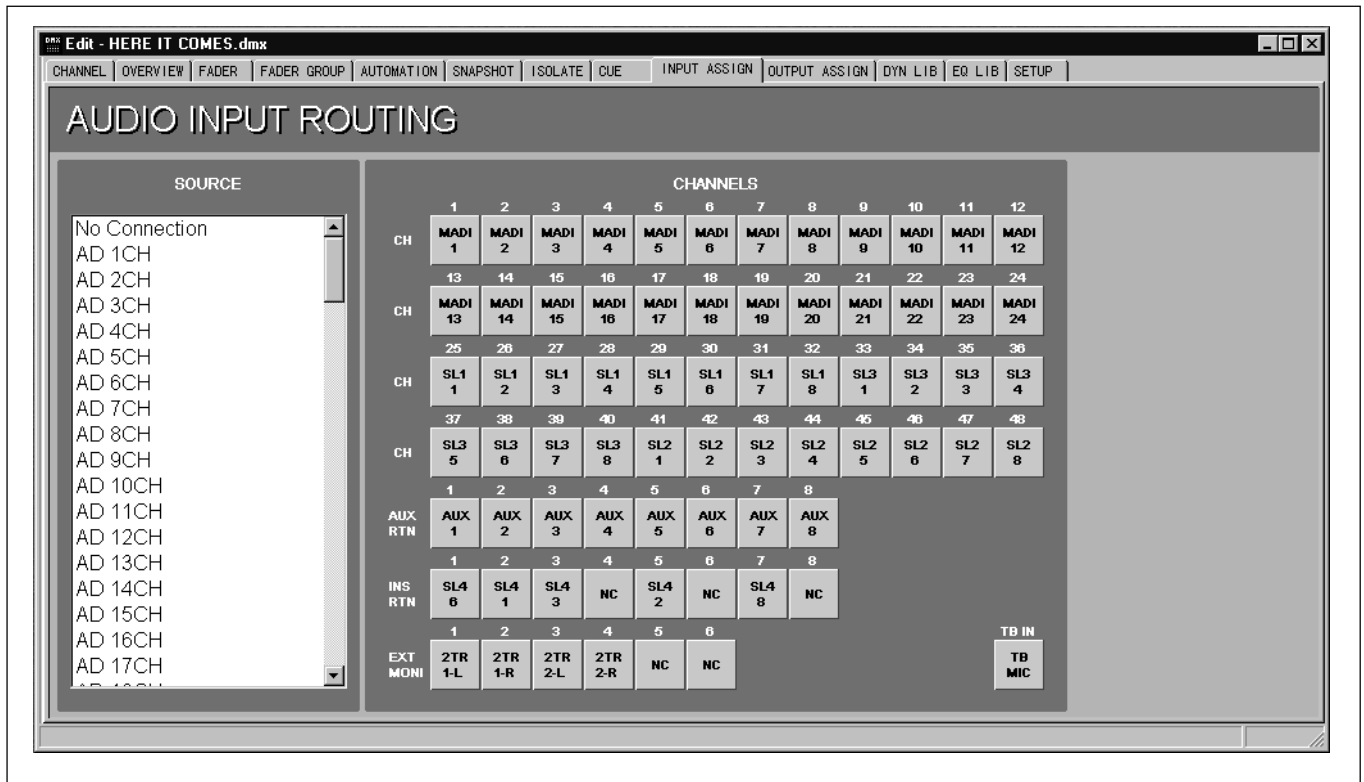 DMX Edit - HERE IT COMES.dmx
CHANNEL OVERVIEW FADER FADER GROUP AUTOMATION SNAPSHOT ISOLATE CUE INPUT ASSIGN OUTPUT ASSIGN DYN LIB EQ LIB SETUP
AUDIO INPUT ROUTING
SOURCE
No Connection
AD 1CH
AD 2CH
AD 3CH
AD 4CH
AD 5CH
AD 6CH
AD 7CH
AD 8CH
AD 9CH
AD 10CH
AD 11CH
AD 12CH
AD 13CH
AD 14CH
AD 15CH
AD 16CH
AD 17CH
CHANNELS
1 2 3 4 5 6 7 8 9 10 11 12
CH MADI MADI MADI MADI MADI MADI MADI MADI MADI MADI MADI MADI
1 2 3 4 5 6 7 8 9 10 11 12
13 14 15 16 17 18 19 20 21 22 23 24
CH MADI MADI MADI MADI MADI MADI MADI MADI MADI MADI MADI MADI
13 14 15 16 17 18 19 20 21 22 23 24
25 26 27 28 29 30 31 32 33 34 35 36
CH SL1 SL1 SL1 SL1 SL1 SL1 SL1 SL1 SL3 SL3 SL3 SL3
1 2 3 4 5 6 7 8 1 2 3 4
37 38 39 40 41 42 43 44 45 46 47 48
CH SL3 SL3 SL3 SL3 SL2 SL2 SL2 SL2 SL2 SL2 SL2 SL2
5 6 7 8 1 2 3 4 5 6 7 8
1 2 3 4 5 6 7 8
AUX AUX AUX AUX AUX AUX AUX AUX AUX
RTN 1 2 3 4 5 6 7 8
1 2 3 4 5 6 7 8
INS SL4 SL4 SL4 NC SL4 NC SL4 NC
RTN 6 1 3 2 8
1 2 3 4 5 6 TB IN
EXT 2TR 2TR 2TR 2TR NC NC TB
MONI 1-L 1-R 2-L 2-R MIC